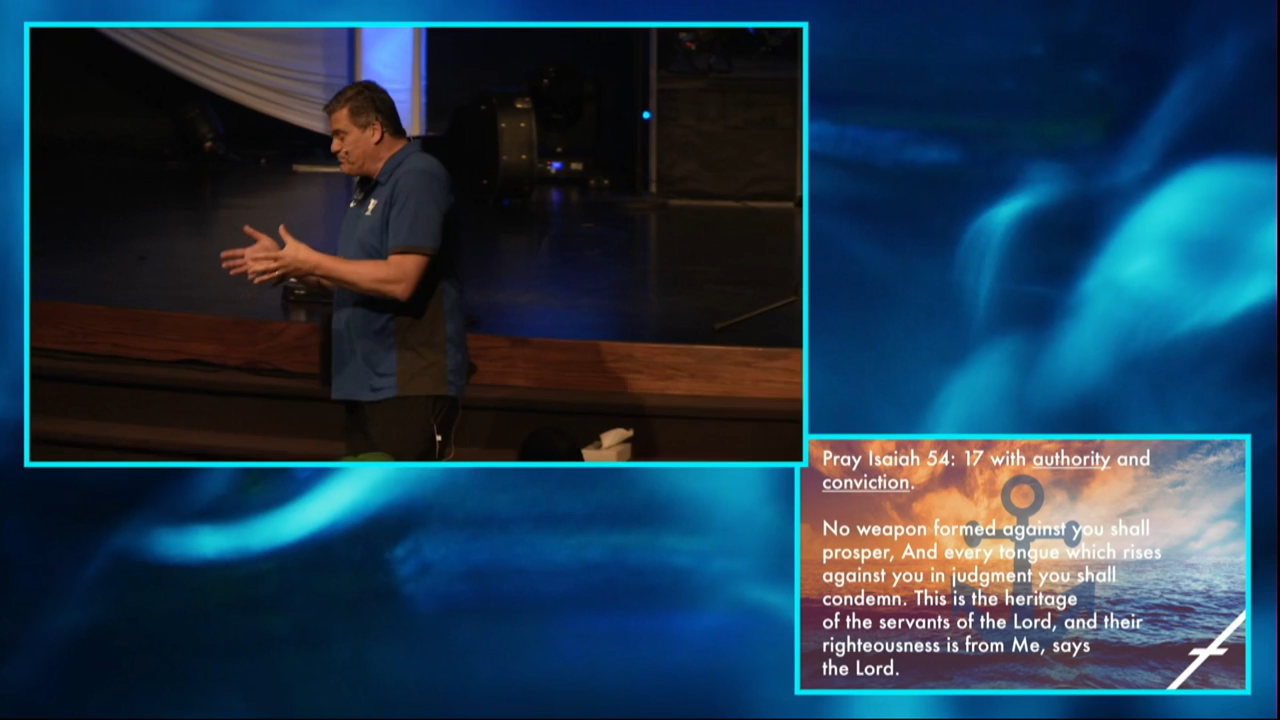 Pray Isaiah 54: 17 with authority and
conviction.
No weapon formed against you shall
prosper, And every tongue which rises
against you in judgment you shall
condemn. This is the heritage
of the servants of the Lord, and their
righteousness is from Me, says
the Lord.